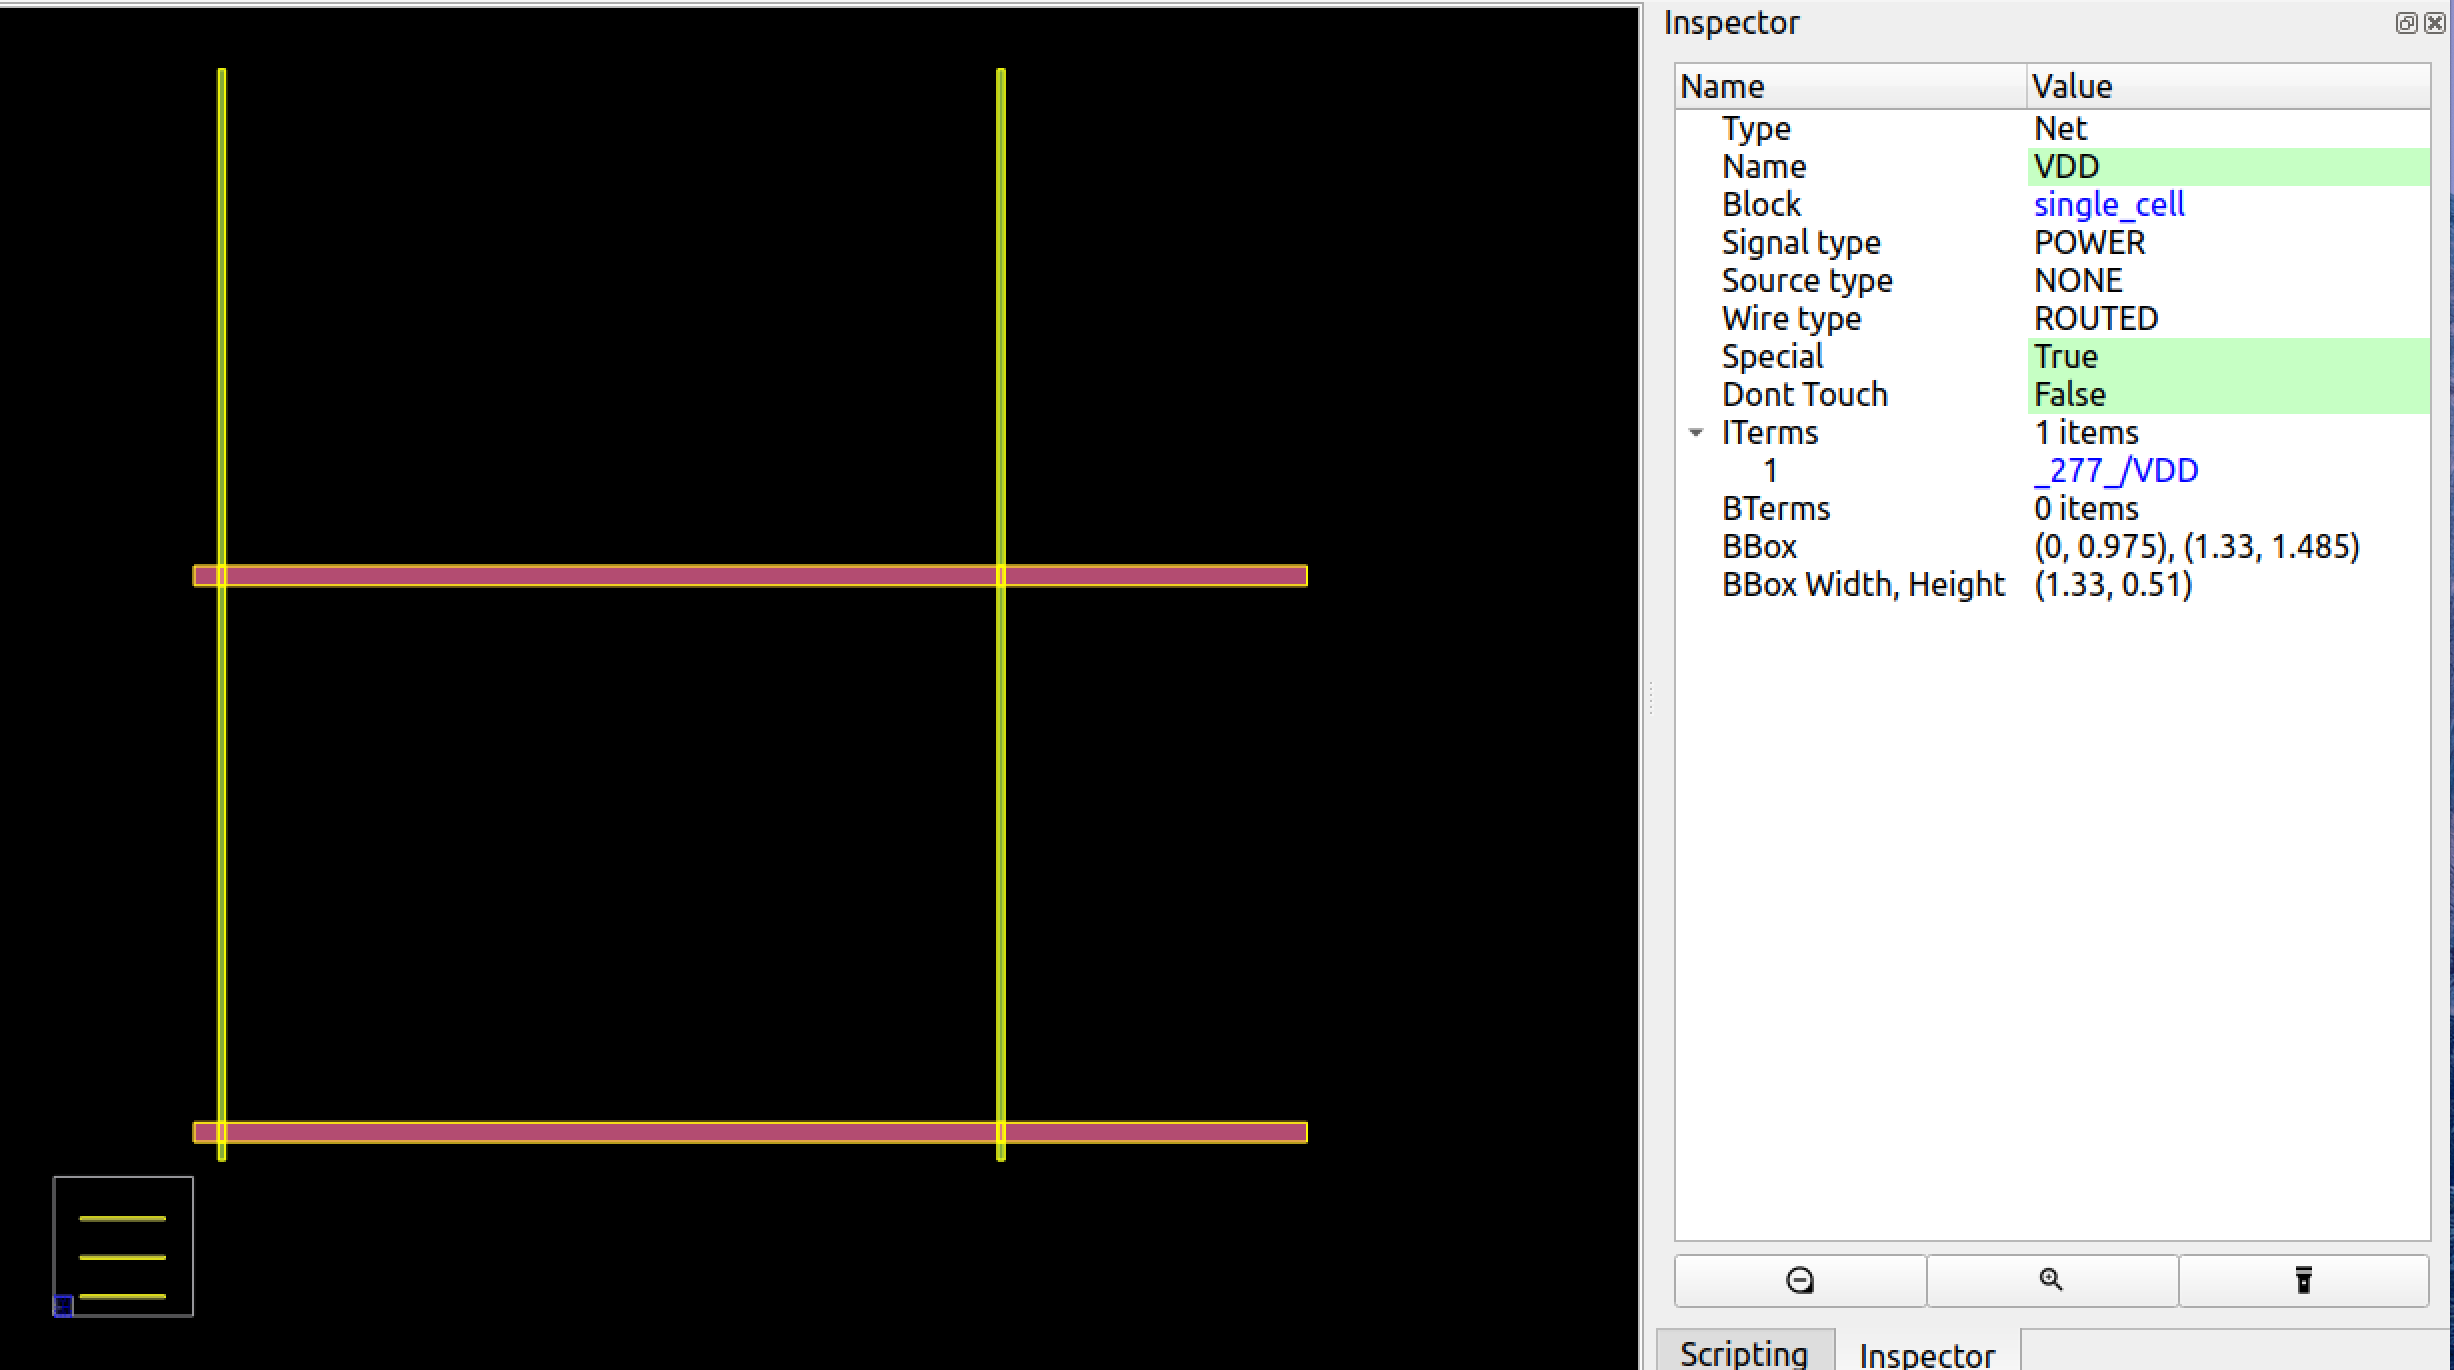 Inspector
Name Value
Type Net
Name VDD
Block single_cell
Signal type POWER
Source type NONE
Wire type ROUTED
Special True
Dont Touch False
ITerms 1 items
1 _277_/VDD
BTerms 0 items
BBox (0, 0.975), (1.33, 1.485)
BBox Width, Height (1.33, 0.51)
Scripting Inspector